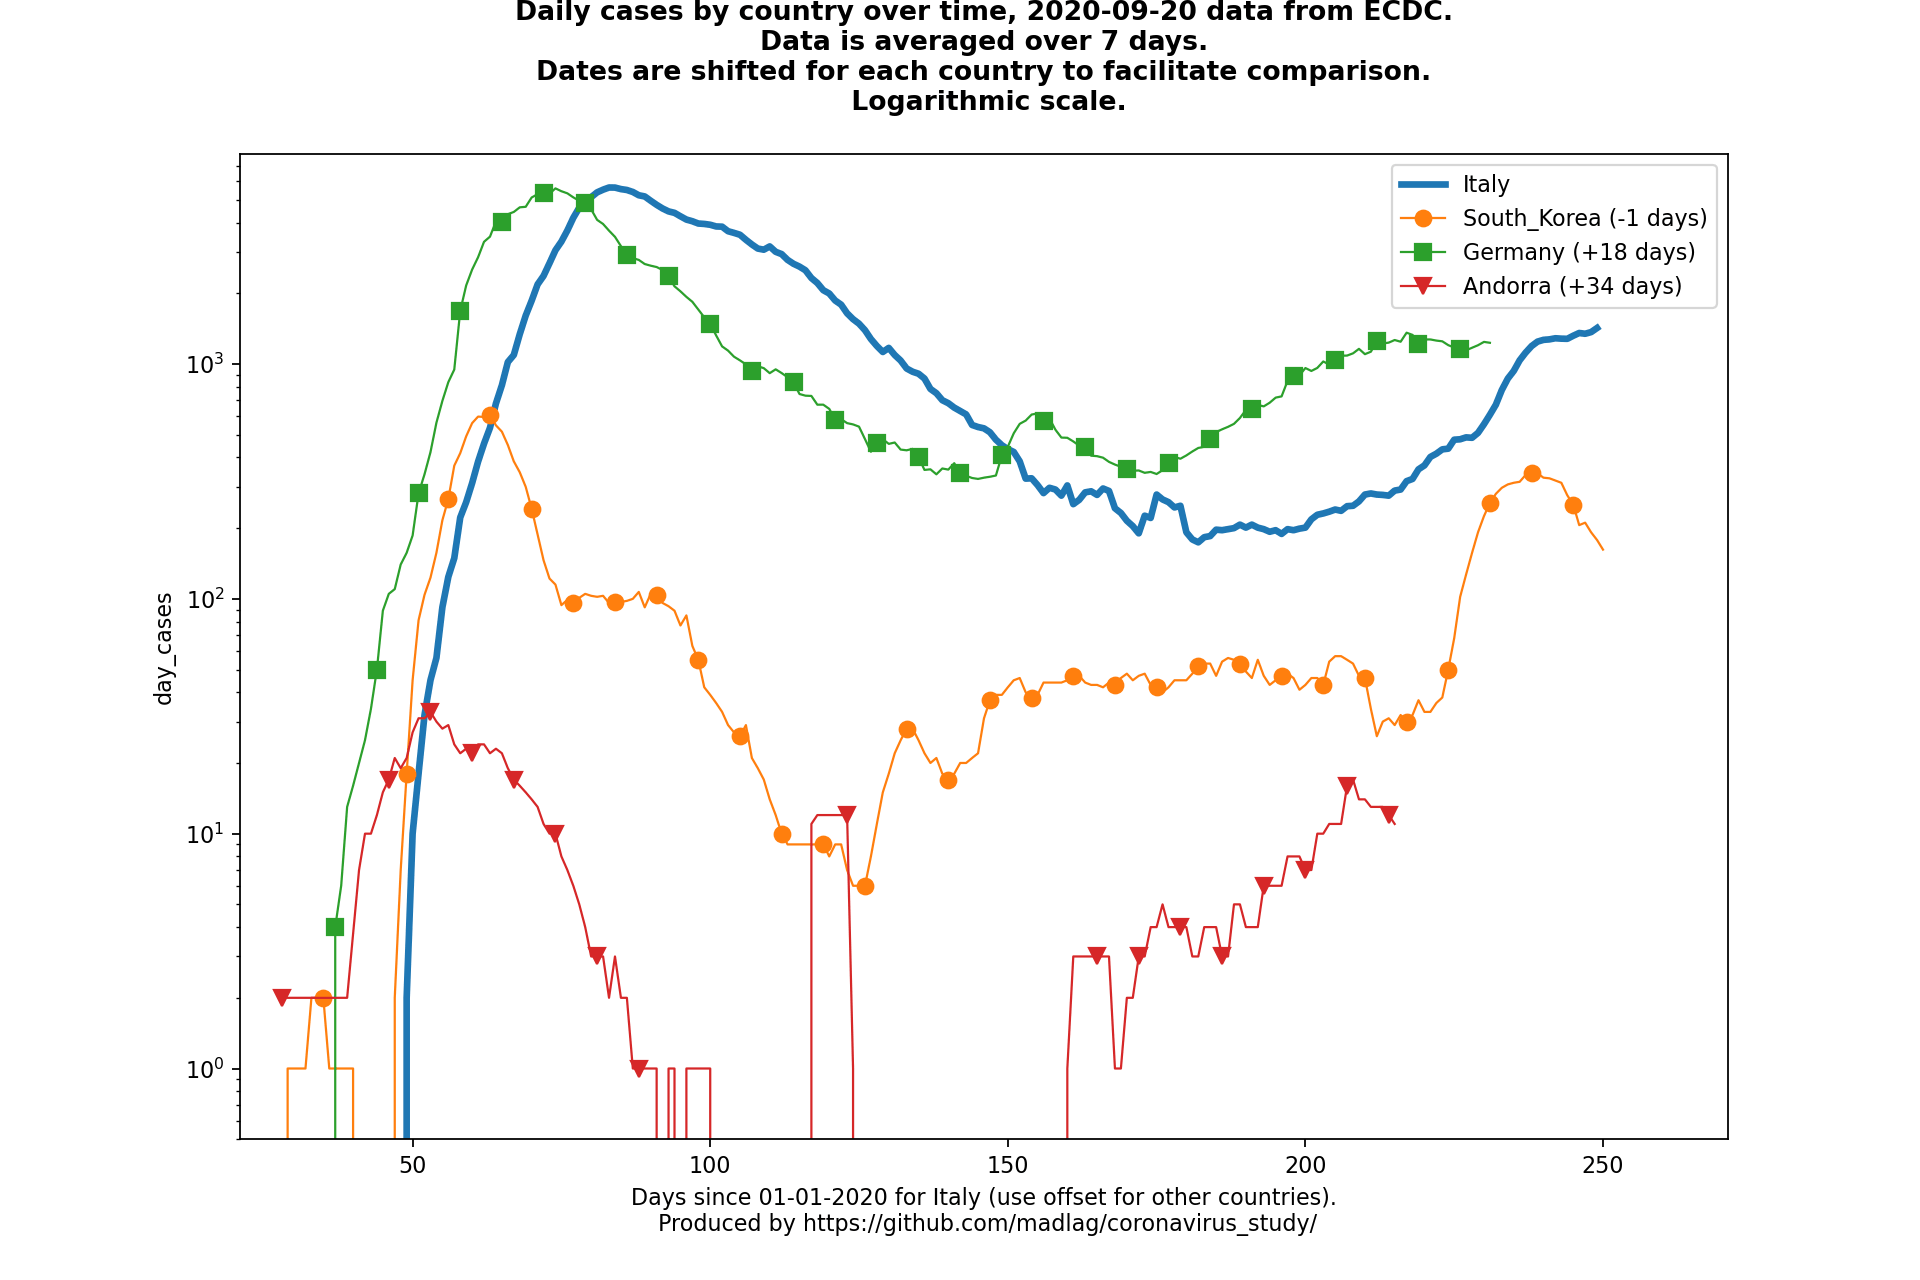 Daily cases by country over time, 2020-09-20 data from ECDC.
Data is averaged over 7 days.
Dates are shifted for each country to facilitate comparison.
Logarithmic scale.
Italy
South_Korea (-1 days)
Germany (+18 days)
Andorra (+34 days)
10³
10²
10¹
10⁰
day_cases
50 100 150 200 250
Days since 01-01-2020 for Italy (use offset for other countries).
Produced by https://github.com/madlag/coronavirus_study/